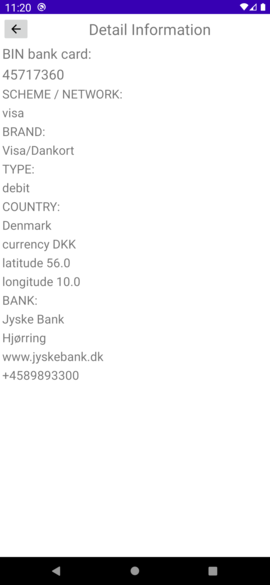 11:20
Detail Information
BIN bank card:
45717360
SCHEME / NETWORK:
visa
BRAND:
Visa/Dankort
TYPE:
debit
COUNTRY:
Denmark
currency DKK
latitude 56.0
longitude 10.0
BANK:
Jyske Bank
Hjørring
www.jyskebank.dk
+4589893300